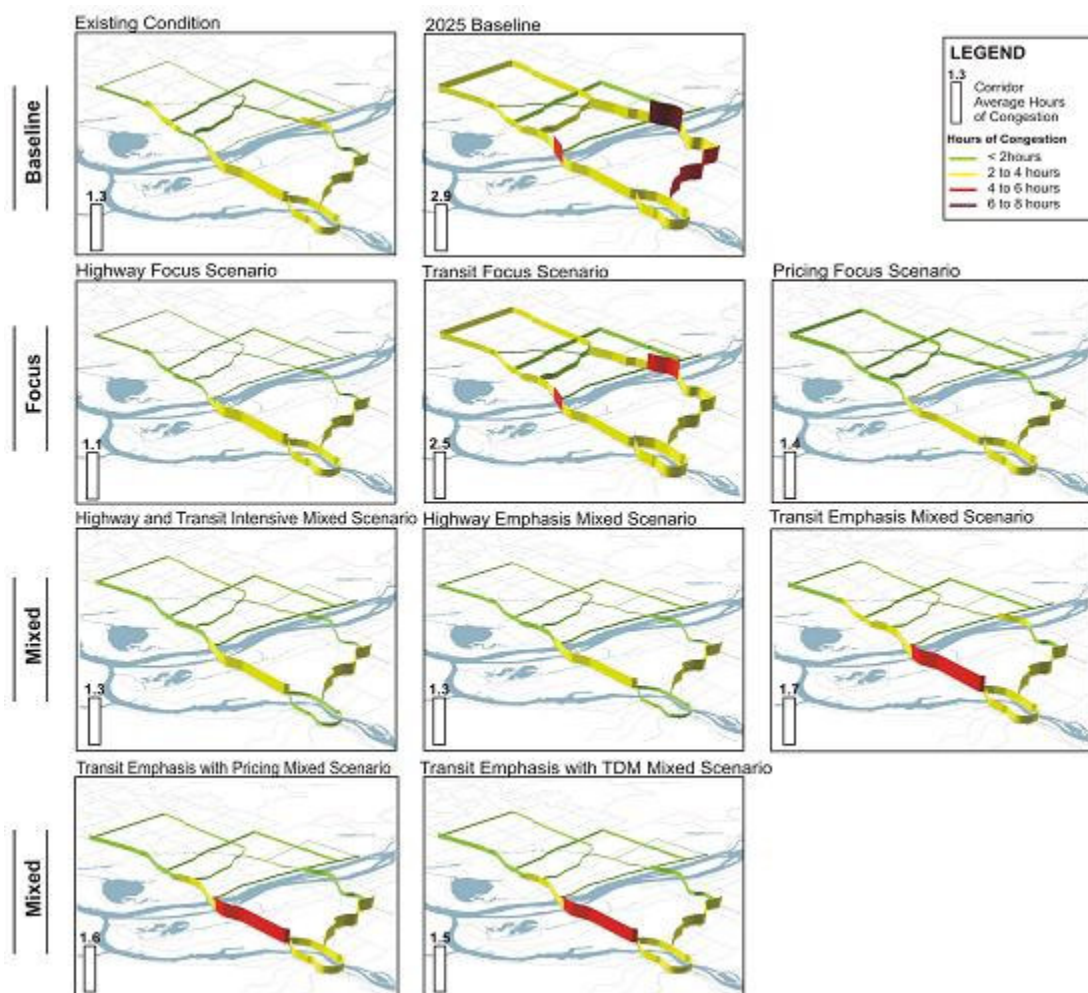 Existing Condition
2025 Baseline
LEGEND
1.3
Corridor
Average Hours
of Congestion
Hours of Congestion
< 2hours
2 to 4 hours
4 to 6 hours
6 to 8 hours
Baseline
1.3
2.9
Highway Focus Scenario
Transit Focus Scenario
Pricing Focus Scenario
Focus
1.1
2.5
1.4
Highway and Transit Intensive Mixed Scenario
Highway Emphasis Mixed Scenario
Transit Emphasis Mixed Scenario
Mixed
1.3
1.3
1.7
Transit Emphasis with Pricing Mixed Scenario
Transit Emphasis with TDM Mixed Scenario
Mixed
1.6
1.5